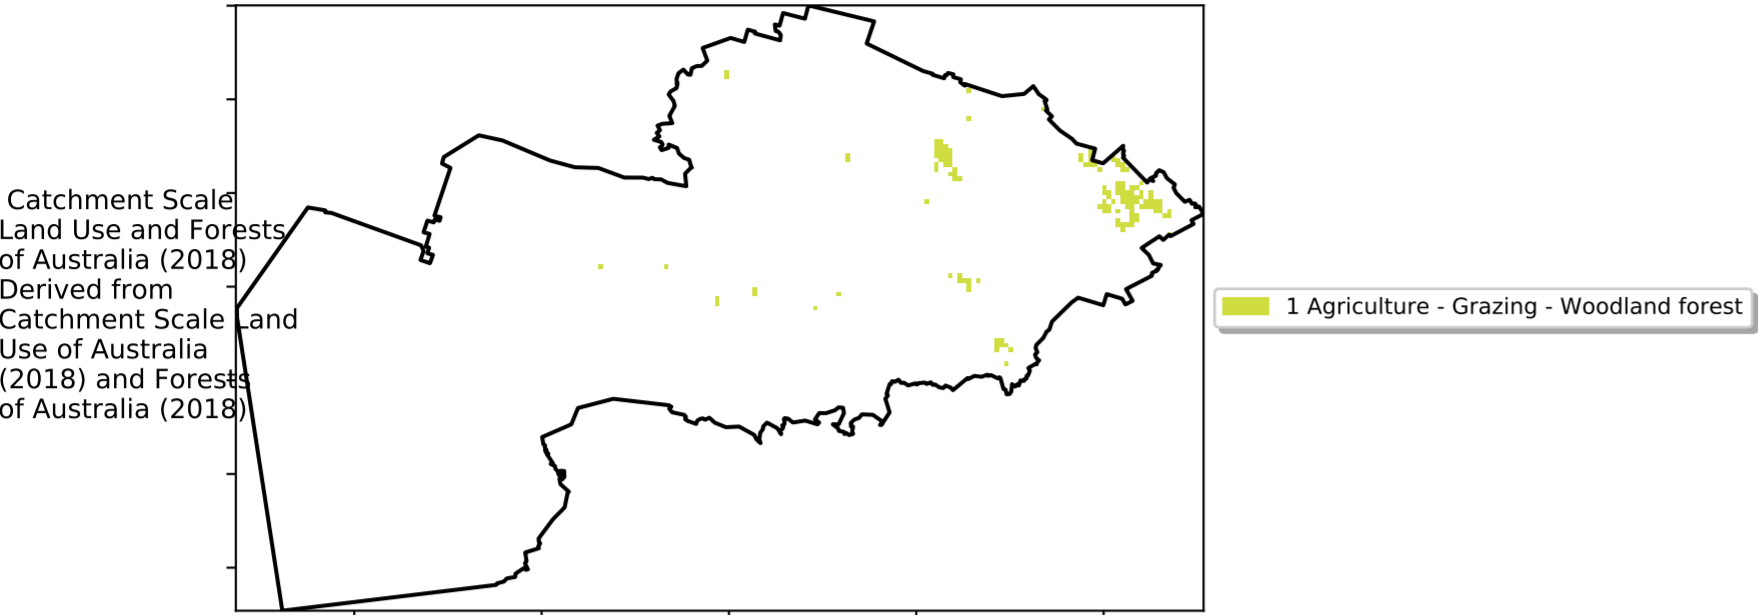 Catchment Scale
Land Use and Forests
of Australia (2018)
Derived from
Catchment Scale Land
Use of Australia
(2018) and Forests
of Australia (2018)
1 Agriculture - Grazing - Woodland forest